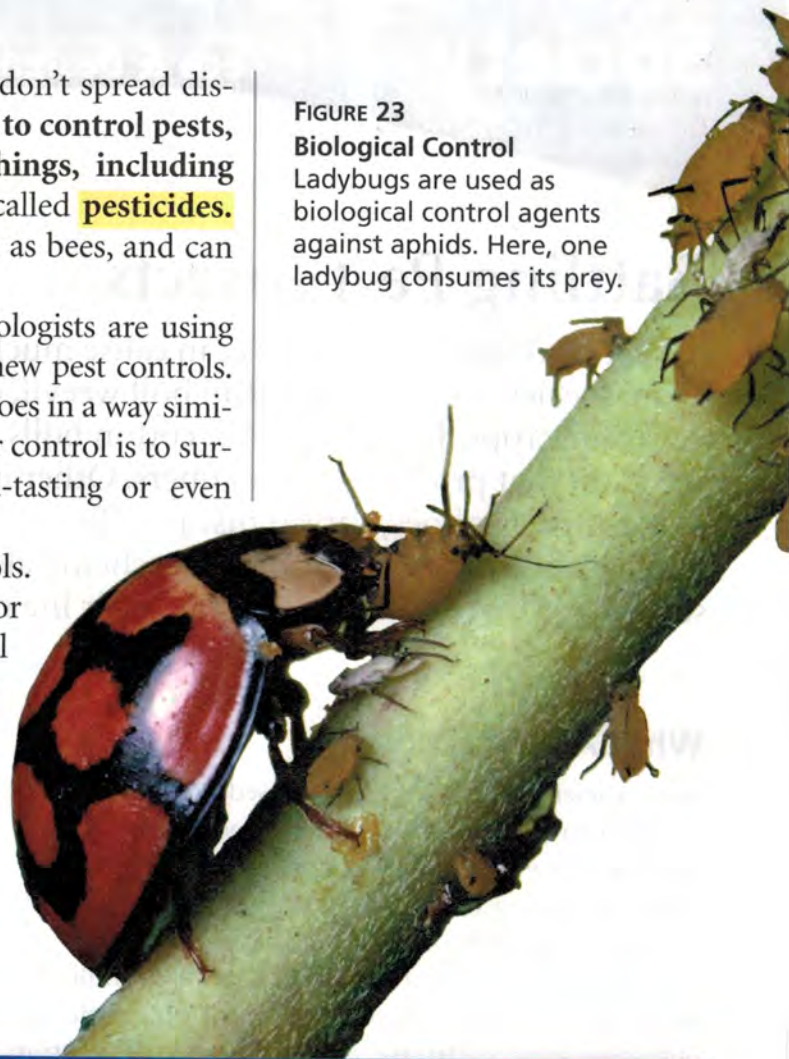 don't spread dis-
to control pests,
hings, including
called pesticides.
as bees, and can
ologists are using
new pest controls.
oes in a way simi-
r control is to sur-
-tasting or even
ols.
or
l
FIGURE 23
Biological Control
Ladybugs are used as
biological control agents
against aphids. Here, one
ladybug consumes its prey.